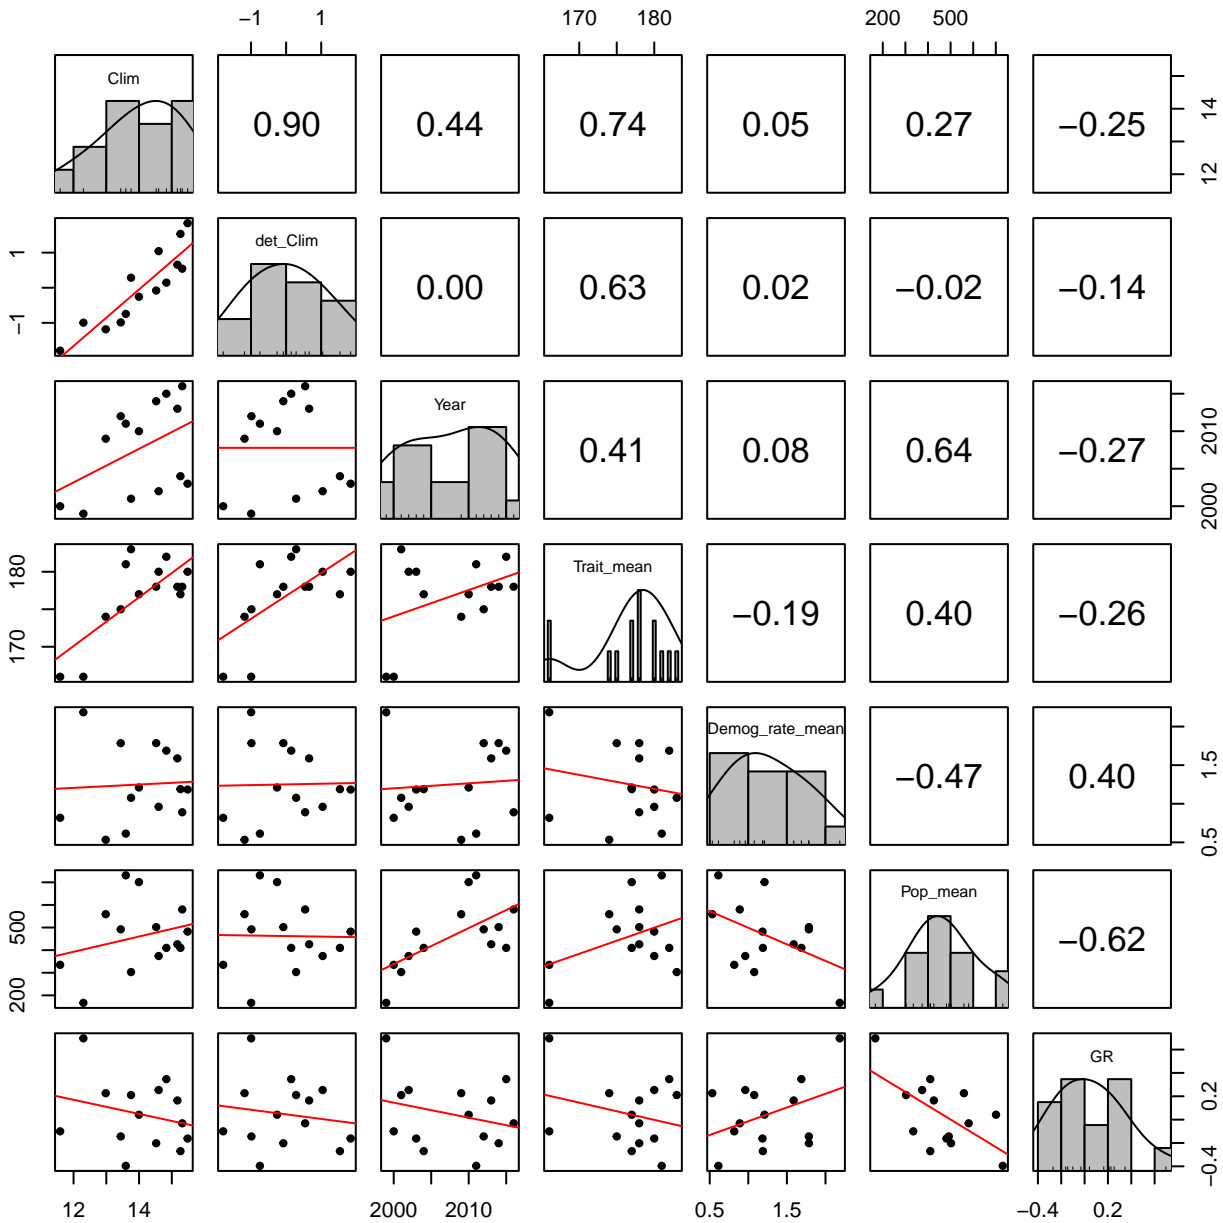 −1 1 170 180 200 500
Clim 0.90 0.44 0.74 0.05 0.27 −0.25 12 14
−1 1 det_Clim 0.00 0.63 0.02 −0.02 −0.14
Year 0.41 0.08 0.64 −0.27 2000 2010
170 180 Trait_mean −0.19 0.40 −0.26
Demog_rate_mean −0.47 0.40 0.5 1.5
200 500 Pop_mean −0.62
GR −0.4 0.2
12 14 2000 2010 0.5 1.5 −0.4 0.2